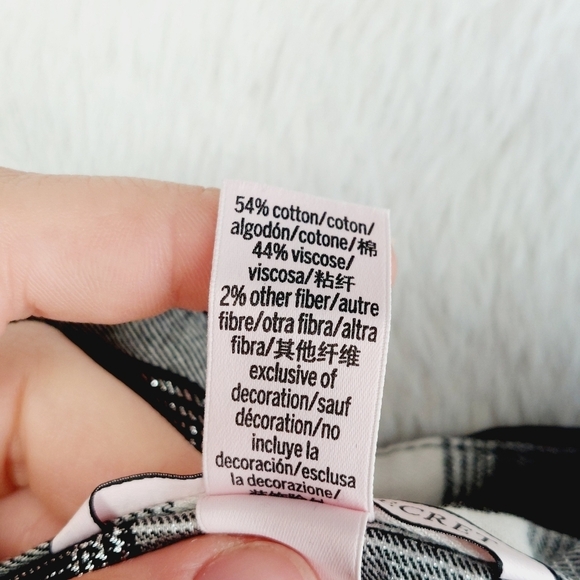 54% cotton/coton/
algodón/cotone/棉
44% viscose/
viscosa/粘纤
2% other fiber/autre
fibre/otra fibra/altra
fibra/其他纤维
exclusive of
decoration/sauf
décoration/no
incluye la
decoración/esclusa
la decorazione/